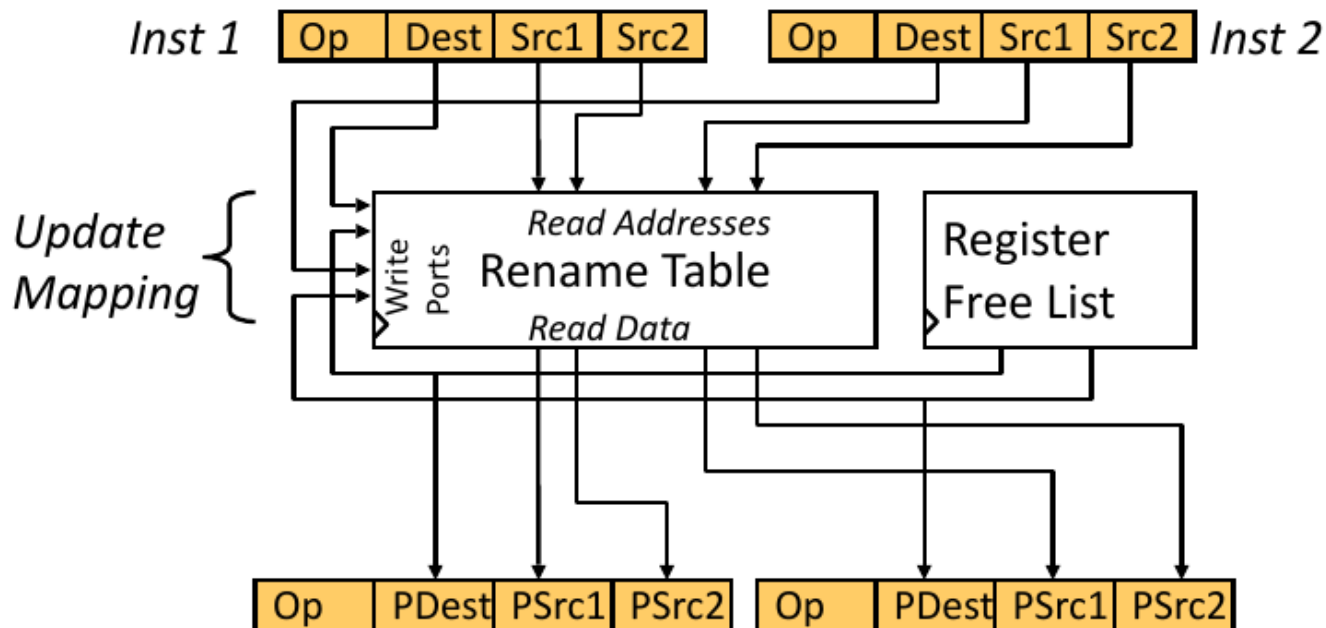 Inst 1 Op Dest Src1 Src2 Op Dest Src1 Src2 Inst 2
Update
Mapping
Write
Ports
Read Addresses
Rename Table
Read Data
Register
Free List
Op PDest PSrc1 PSrc2 Op PDest PSrc1 PSrc2